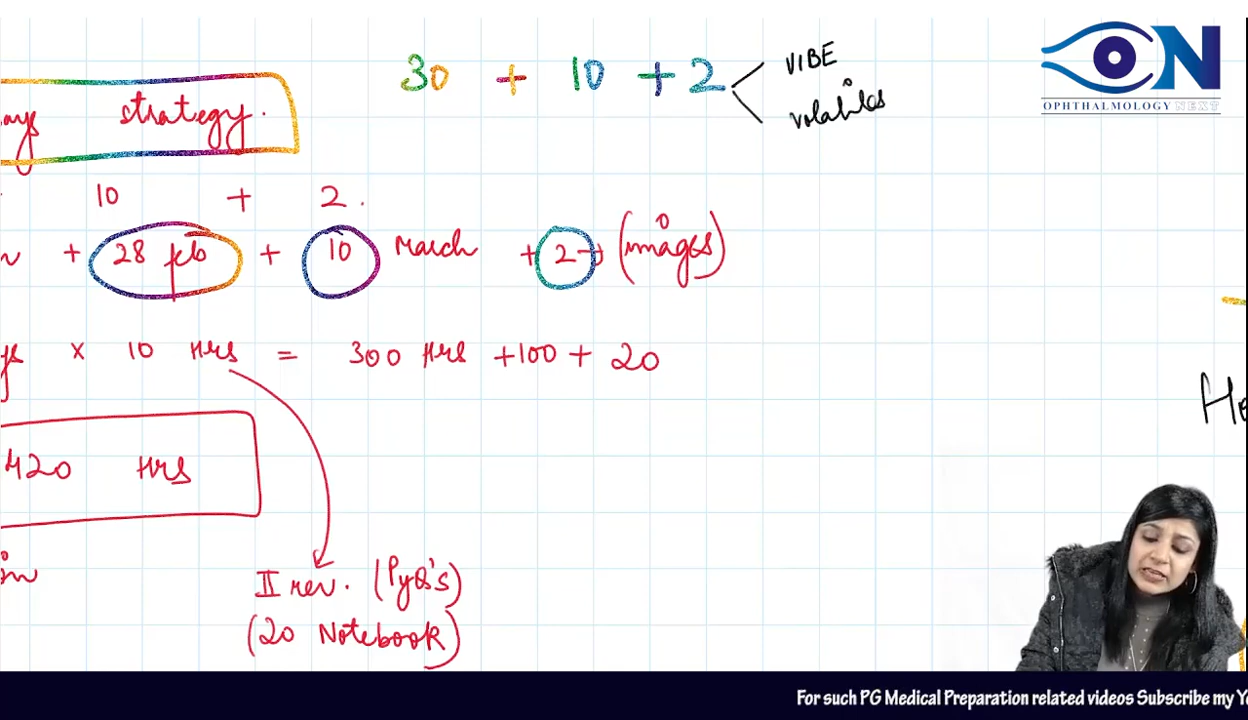 30 + 10 + 2 VIBE
volatiles
ON
OPHTHALMOLOGY NEXT
strategy.
10 + 2.
+ 28 feb + 10 March + 2 (images)
x 10 Hrs = 300 Hrs +100 + 20
420 Hrs
II rev. (PyQ's)
(20 Notebook)
For such PG Medical Preparation related videos Subscribe my Yo